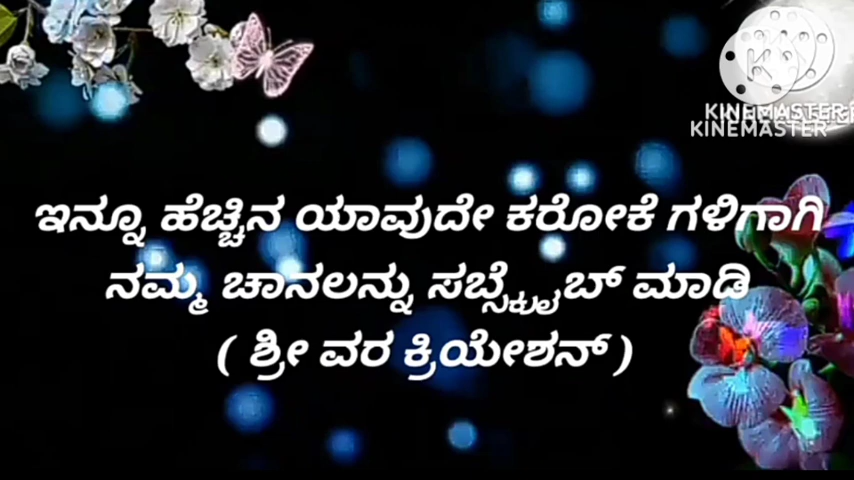 KINEMASTER
KINEMASTER
ಇನ್ನೂ ಹೆಚ್ಚಿನ ಯಾವುದೇ ಕರೋಕೆ ಗಳಿಗಾಗಿ
ನಮ್ಮ ಚಾನಲನ್ನು ಸಬ್ಸ್ಕ್ರೈಬ್ ಮಾಡಿ
( ಶ್ರೀ ವರ ಕ್ರಿಯೇಶನ್ )